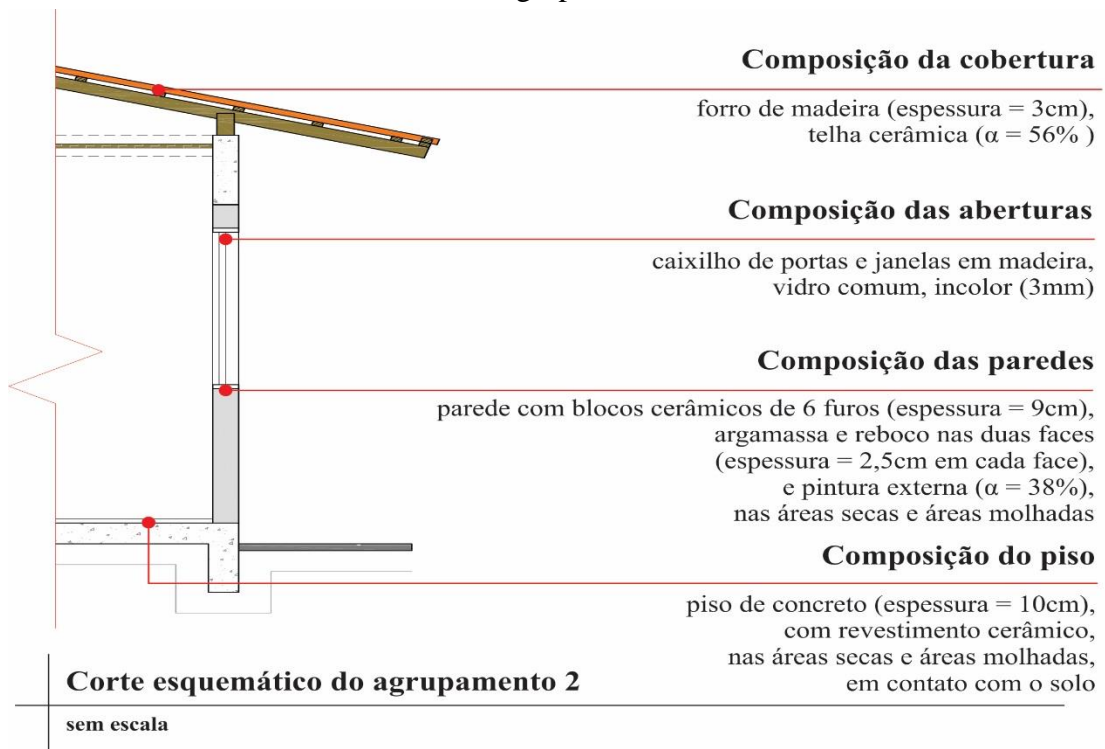 Composição da cobertura
forro de madeira (espessura = 3cm),
telha cerâmica (α = 56% )
Composição das aberturas
caixilho de portas e janelas em madeira,
vidro comum, incolor (3mm)
Composição das paredes
parede com blocos cerâmicos de 6 furos (espessura = 9cm),
argamassa e reboco nas duas faces
(espessura = 2,5cm em cada face),
e pintura externa (α = 38%),
nas áreas secas e áreas molhadas
Composição do piso
piso de concreto (espessura = 10cm),
com revestimento cerâmico,
nas áreas secas e áreas molhadas,
em contato com o solo
Corte esquemático do agrupamento 2
sem escala